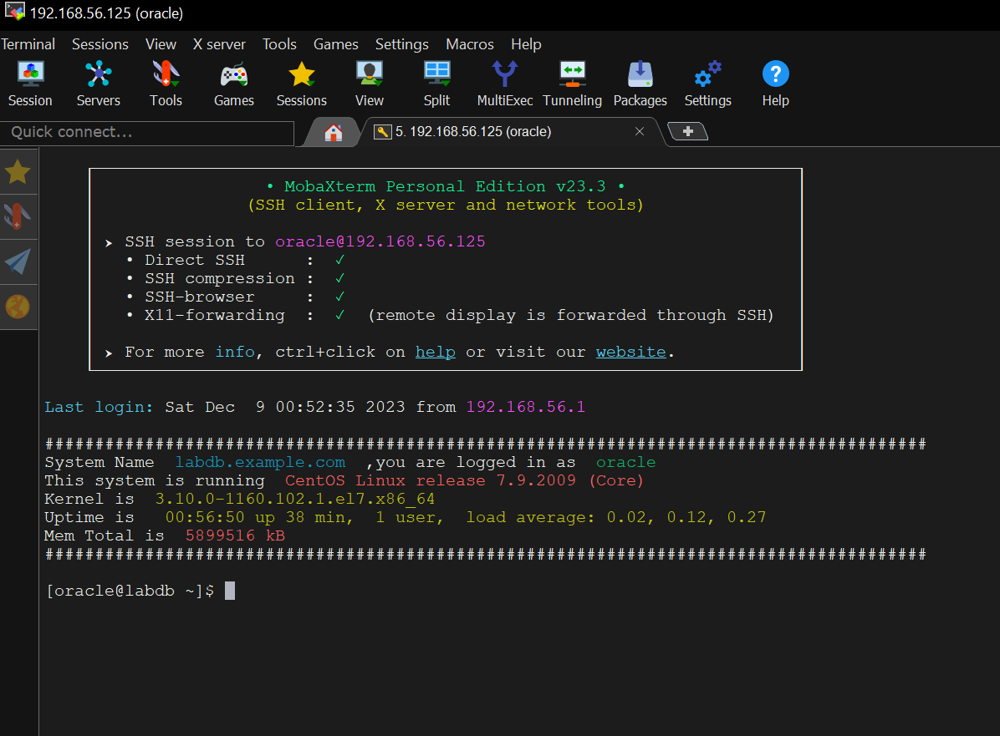 192.168.56.125 (oracle)
Terminal Sessions View X server Tools Games Settings Macros Help
Session Servers Tools Games Sessions View Split MultiExec Tunneling Packages Settings Help
Quick connect...
5. 192.168.56.125 (oracle)
• MobaXterm Personal Edition v23.3 •
(SSH client, X server and network tools)
➤ SSH session to oracle@192.168.56.125
• Direct SSH      :  ✓
• SSH compression :  ✓
• SSH-browser     :  ✓
• X11-forwarding  :  ✓  (remote display is forwarded through SSH)
➤ For more info, ctrl+click on help or visit our website.
Last login: Sat Dec  9 00:52:35 2023 from 192.168.56.1
########################################################################################
System Name  labdb.example.com  ,you are logged in as  oracle
This system is running  CentOS Linux release 7.9.2009 (Core)
Kernel is  3.10.0-1160.102.1.el7.x86_64
Uptime is   00:56:50 up 38 min,  1 user,  load average: 0.02, 0.12, 0.27
Mem Total is  5899516 kB
########################################################################################
[oracle@labdb ~]$